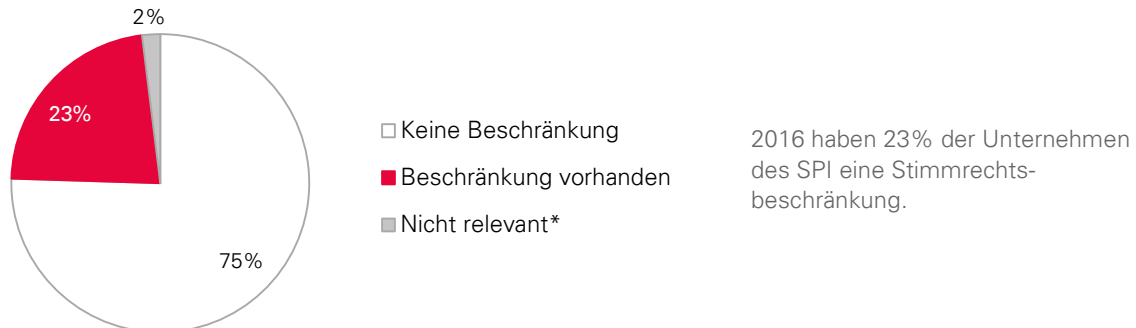 2%
23%
75%
Keine Beschränkung
Beschränkung vorhanden
Nicht relevant*
2016 haben 23% der Unternehmen
des SPI eine Stimmrechts-
beschränkung.